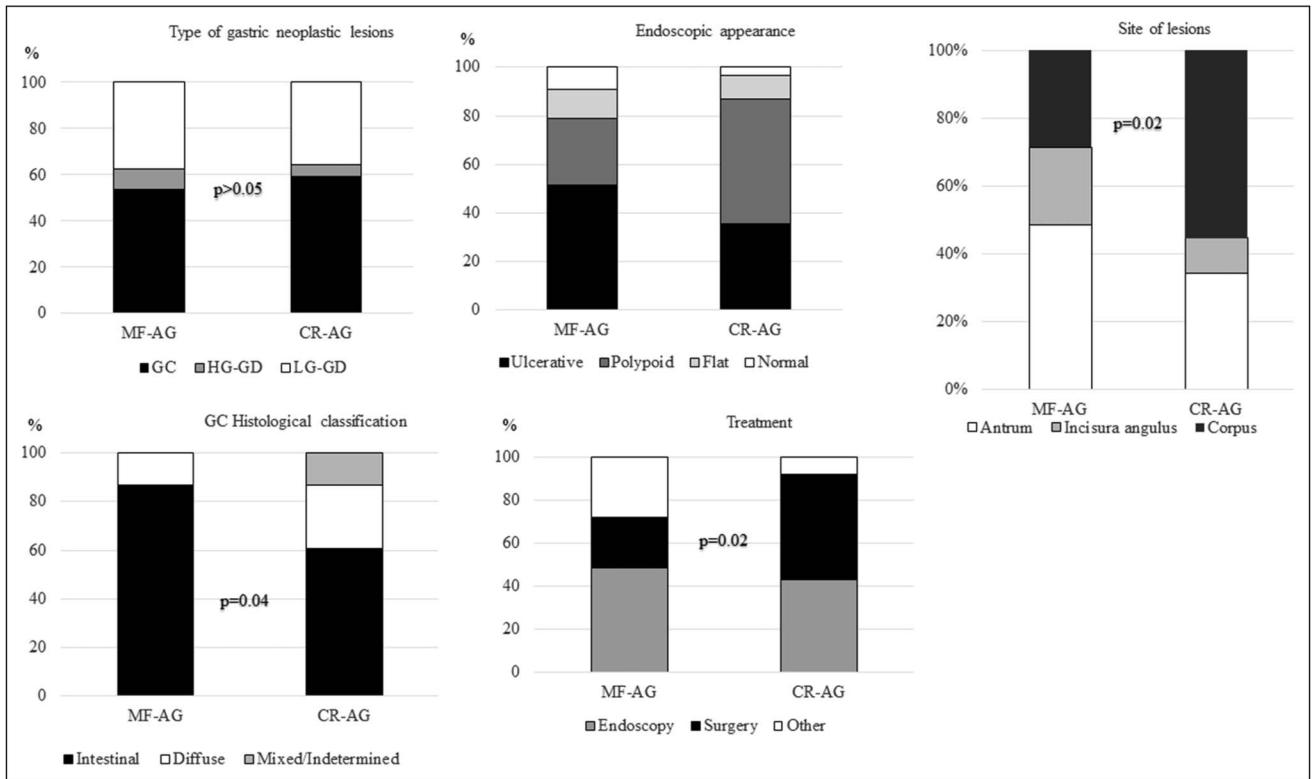 Type of gastric neoplastic lesions
%
100
80
60
40
20
0
p>0.05
MF-AG CR-AG
GC HG-GD LG-GD
Endoscopic appearance
%
100
80
60
40
20
0
MF-AG CR-AG
Ulcerative Polypoid Flat Normal
Site of lesions
100%
80%
60%
40%
20%
0%
p=0.02
MF-AG CR-AG
Antrum Incisura angulus Corpus
GC Histological classification
%
100
80
60
40
20
0
p=0.04
MF-AG CR-AG
Intestinal Diffuse Mixed/Indetermined
Treatment
%
100
80
60
40
20
0
p=0.02
MF-AG CR-AG
Endoscopy Surgery Other